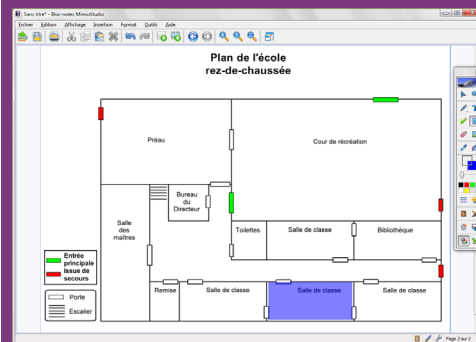 Sans titre* - Bloc-notes MimioStudio
Fichier Edition Affichage Insertion Format Outils Aide
Plan de l'école
rez-de-chaussée
Préau
Cour de récréation
Bureau
du
Directeur
Salle
des
maîtres
Toilettes
Salle de classe
Bibliothèque
Entrée
principale
Issue de
secours
Porte
Escalier
Remise
Salle de classe
Salle de classe
Salle de classe
Page 2 sur 2